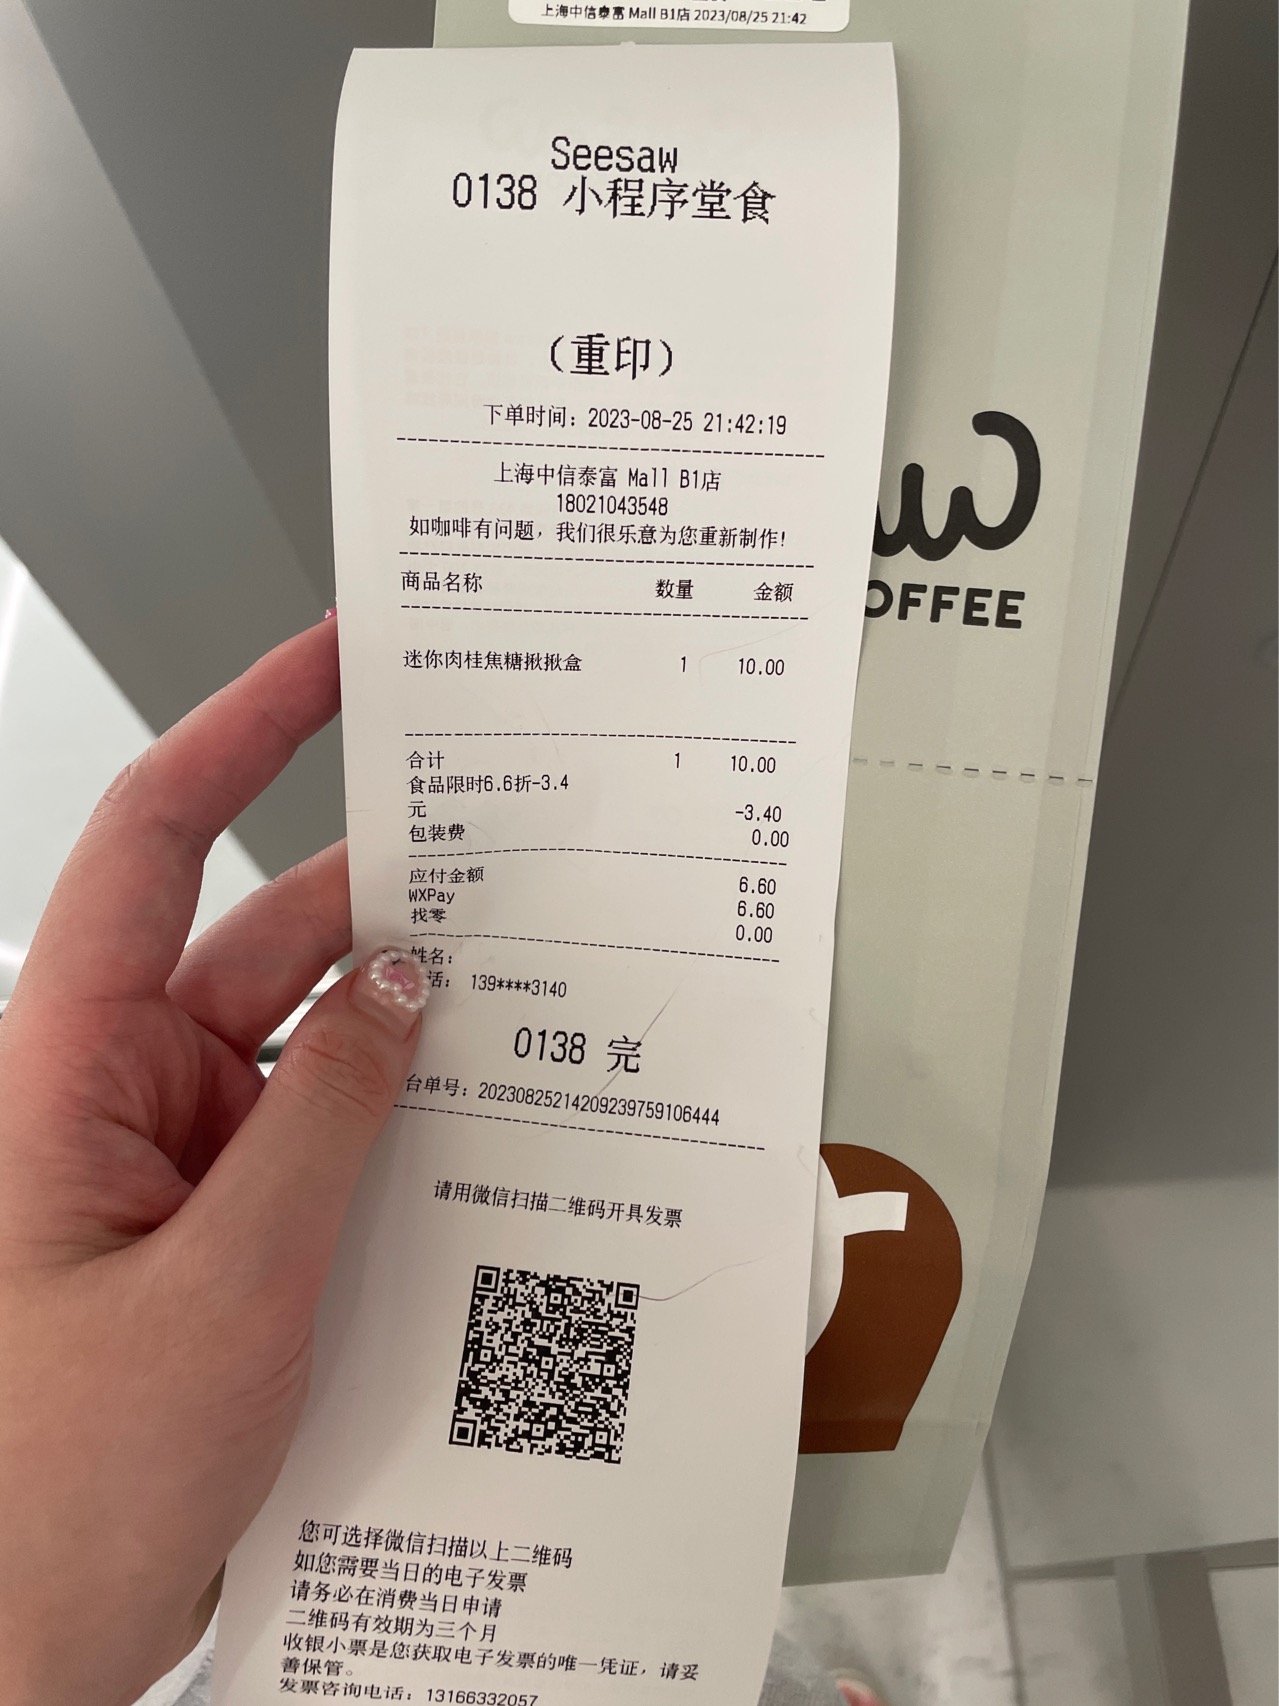 上海中信泰富 Mall B1店 2023/08/25 21:42
Seesaw
0138 小程序堂食
(重印)
下单时间: 2023-08-25 21:42:19
上海中信泰富 Mall B1店
18021043548
如咖啡有问题, 我们很乐意为您重新制作!
商品名称 数量 金额
迷你肉桂焦糖揪揪盒 1 10.00
合计 1 10.00
食品限时6.6折-3.4
元 -3.40
包装费 0.00
应付金额 6.60
WXPay 6.60
找零 0.00
姓名:
话: 139****3140
0138 完
台单号: 20230825214209239759106444
请用微信扫描二维码开具发票
您可选择微信扫描以上二维码
如您需要当日的电子发票
请务必在消费当日申请
二维码有效期为三个月
收银小票是您获取电子发票的唯一凭证, 请妥
善保管。
发票咨询电话: 13166332057
aw
OFFEE